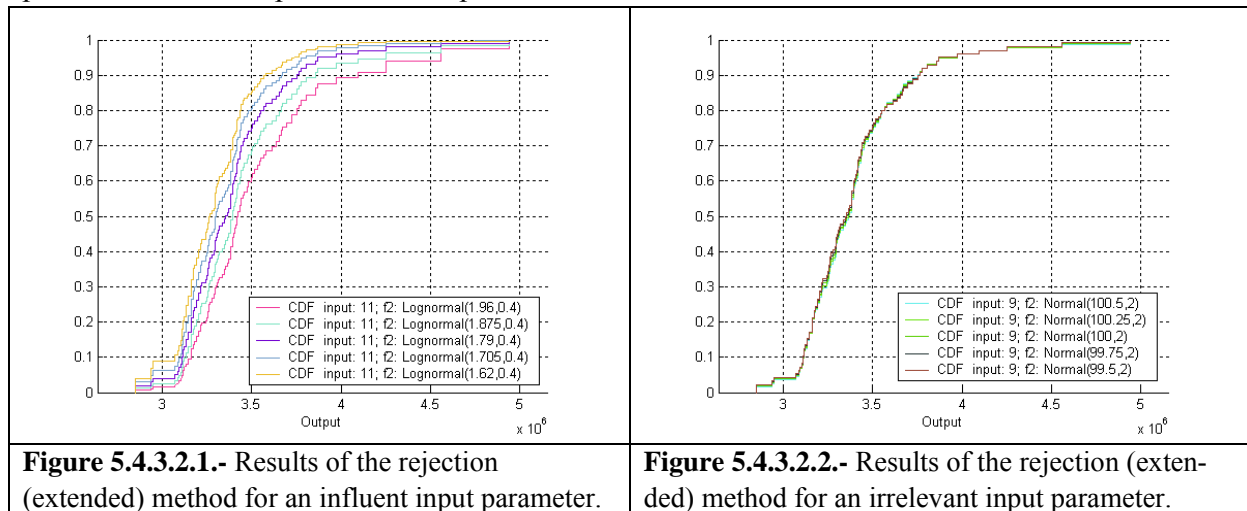 1
0.9
0.8
0.7
0.6
0.5
0.4
0.3
0.2
0.1
0
3
3.5
4
4.5
5
Output
x 10^6
CDF input: 11; f2: Lognormal(1.96,0.4)
CDF input: 11; f2: Lognormal(1.875,0.4)
CDF input: 11; f2: Lognormal(1.79,0.4)
CDF input: 11; f2: Lognormal(1.705,0.4)
CDF input: 11; f2: Lognormal(1.62,0.4)
1
0.9
0.8
0.7
0.6
0.5
0.4
0.3
0.2
0.1
0
3
3.5
4
4.5
5
Output
x 10^6
CDF input: 9; f2: Normal(100.5,2)
CDF input: 9; f2: Normal(100.25,2)
CDF input: 9; f2: Normal(100,2)
CDF input: 9; f2: Normal(99.75,2)
CDF input: 9; f2: Normal(99.5,2)
Figure 5.4.3.2.1.- Results of the rejection
(extended) method for an influent input parameter.
Figure 5.4.3.2.2.- Results of the rejection (exten-
ded) method for an irrelevant input parameter.